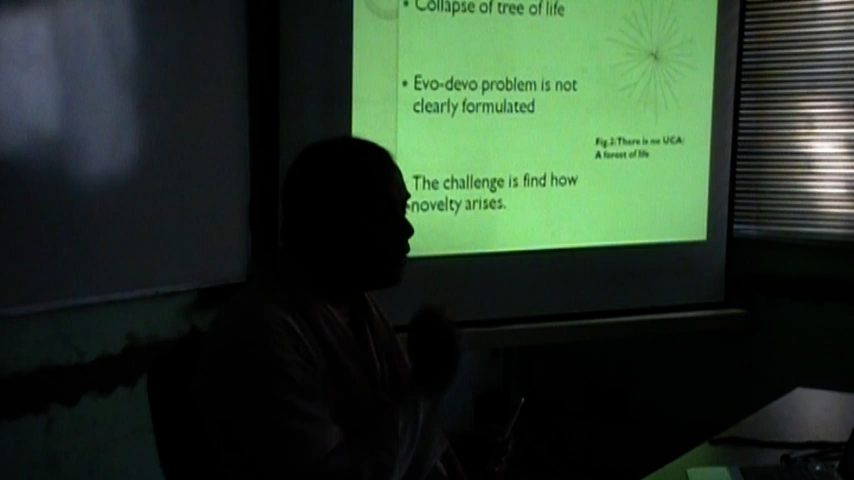 • Collapse of tree of life
• Evo-devo problem is not
clearly formulated
Fig.2: There is no UCA:
A forest of life
The challenge is find how
novelty arises.